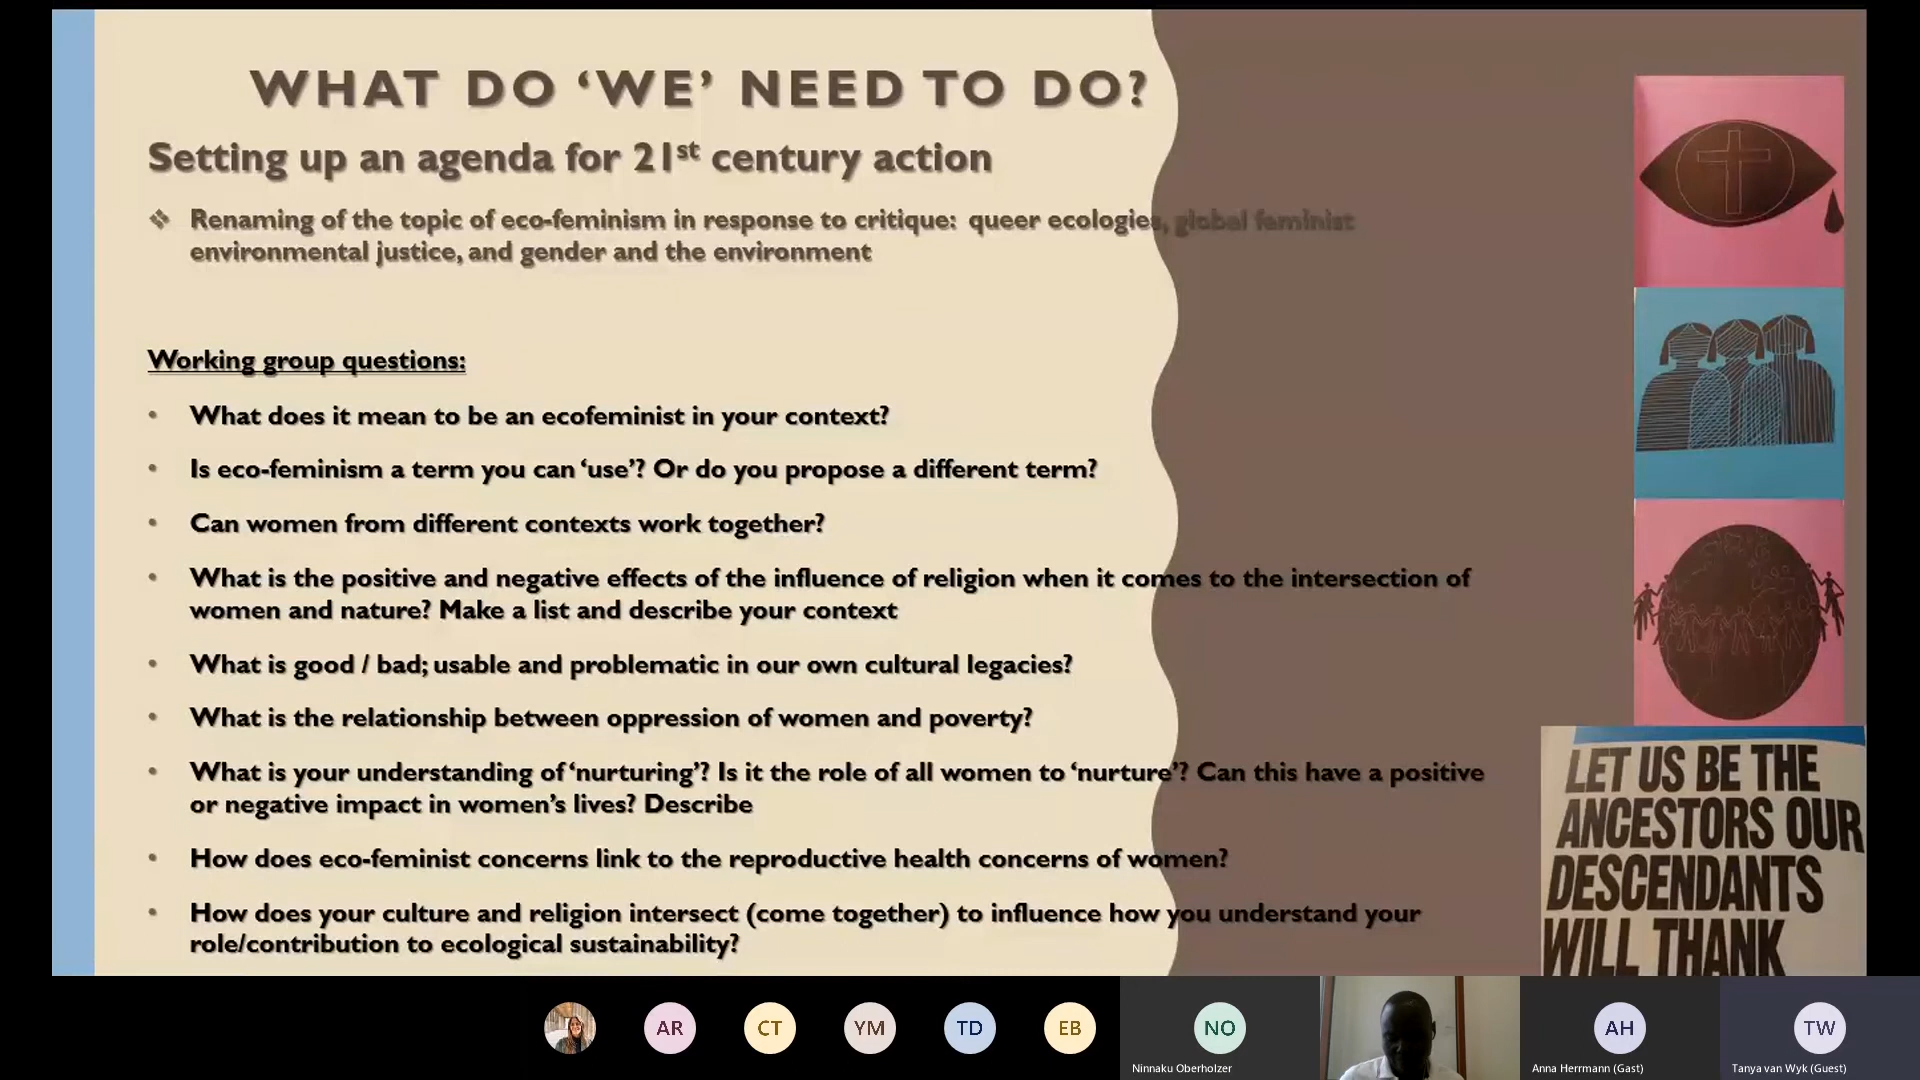 WHAT DO ‘WE’ NEED TO DO?
Setting up an agenda for 21st century action
❖ Renaming of the topic of eco-feminism in response to critique: queer ecologies, global feminist
environmental justice, and gender and the environment
Working group questions:
• What does it mean to be an ecofeminist in your context?
• Is eco-feminism a term you can ‘use’? Or do you propose a different term?
• Can women from different contexts work together?
• What is the positive and negative effects of the influence of religion when it comes to the intersection of
women and nature? Make a list and describe your context
• What is good / bad; usable and problematic in our own cultural legacies?
• What is the relationship between oppression of women and poverty?
• What is your understanding of ‘nurturing’? Is it the role of all women to ‘nurture’? Can this have a positive
or negative impact in women’s lives? Describe
• How does eco-feminist concerns link to the reproductive health concerns of women?
• How does your culture and religion intersect (come together) to influence how you understand your
role/contribution to ecological sustainability?
LET US BE THE
ANCESTORS OUR
DESCENDANTS
WILL THANK
AR
CT
YM
TD
EB
NO
Ninnaku Oberholzer
AH
Anna Herrmann (Gast)
TW
Tanya van Wyk (Guest)